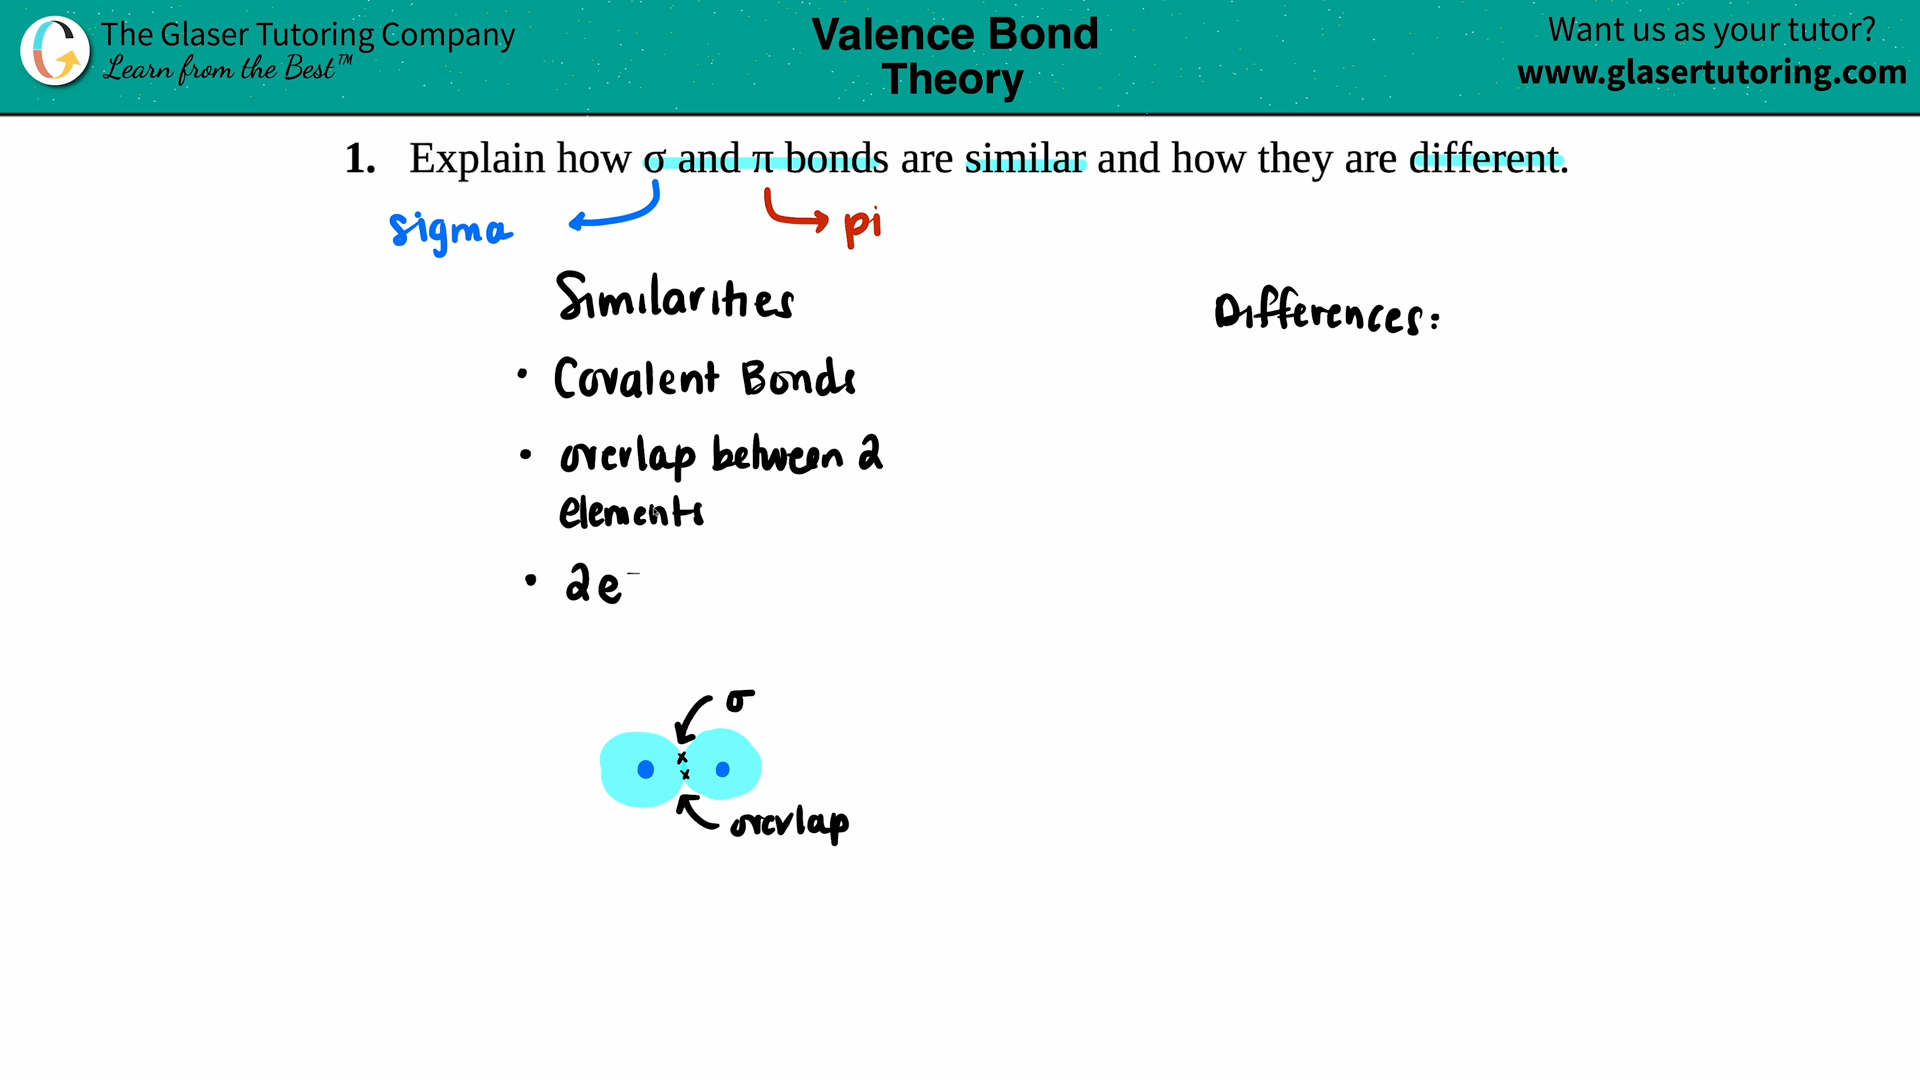 The Glaser Tutoring Company
Learn from the Best™
Valence Bond
Theory
Want us as your tutor?
www.glasertutoring.com
1. Explain how σ and π bonds are similar and how they are different.
sigma
pi
Similarities
• Covalent Bonds
• overlap between 2
elements
• 2e⁻
σ
x
x
overlap
Differences: